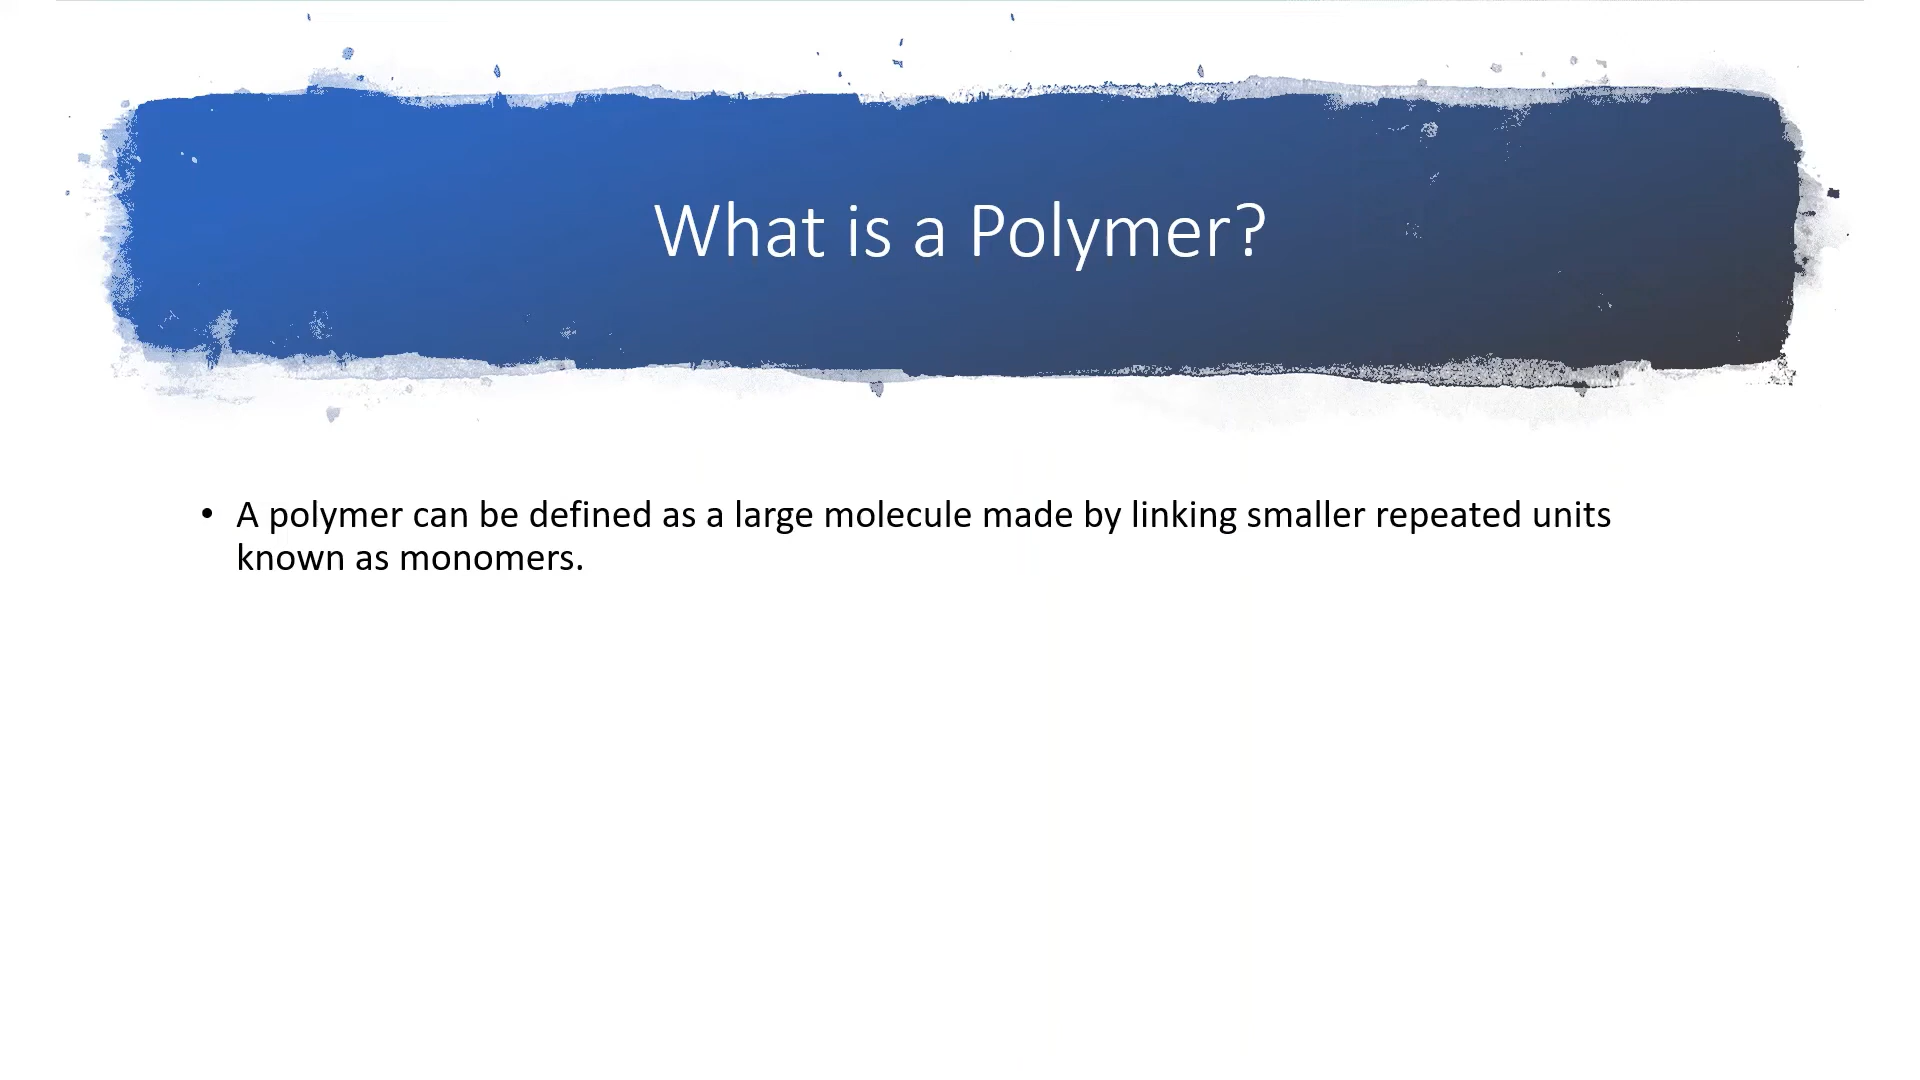 What is a Polymer?
• A polymer can be defined as a large molecule made by linking smaller repeated units
known as monomers.